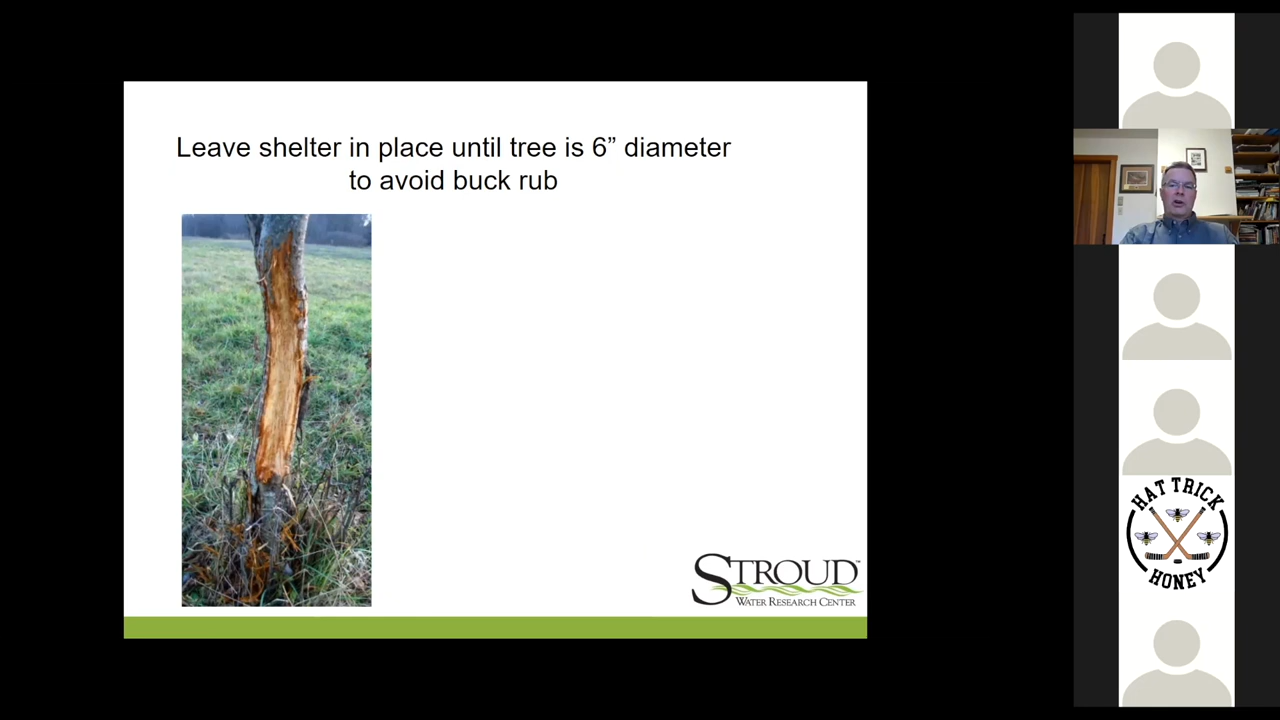 Leave shelter in place until tree is 6” diameter
to avoid buck rub
STROUD™
WATER RESEARCH CENTER
HAT TRICK
HONEY